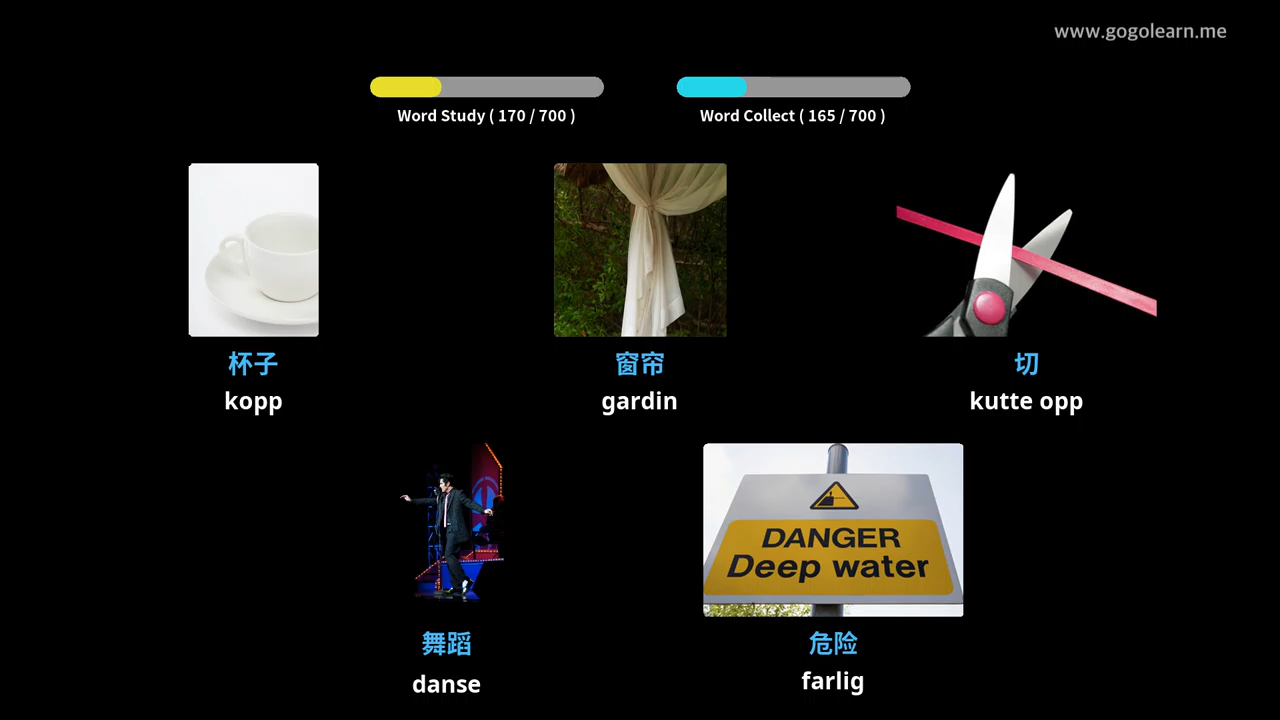 www.gogolearn.me
Word Study ( 170 / 700 )
Word Collect ( 165 / 700 )
杯子
kopp
窗帘
gardin
切
kutte opp
DANGER
Deep water
舞蹈
danse
危险
farlig